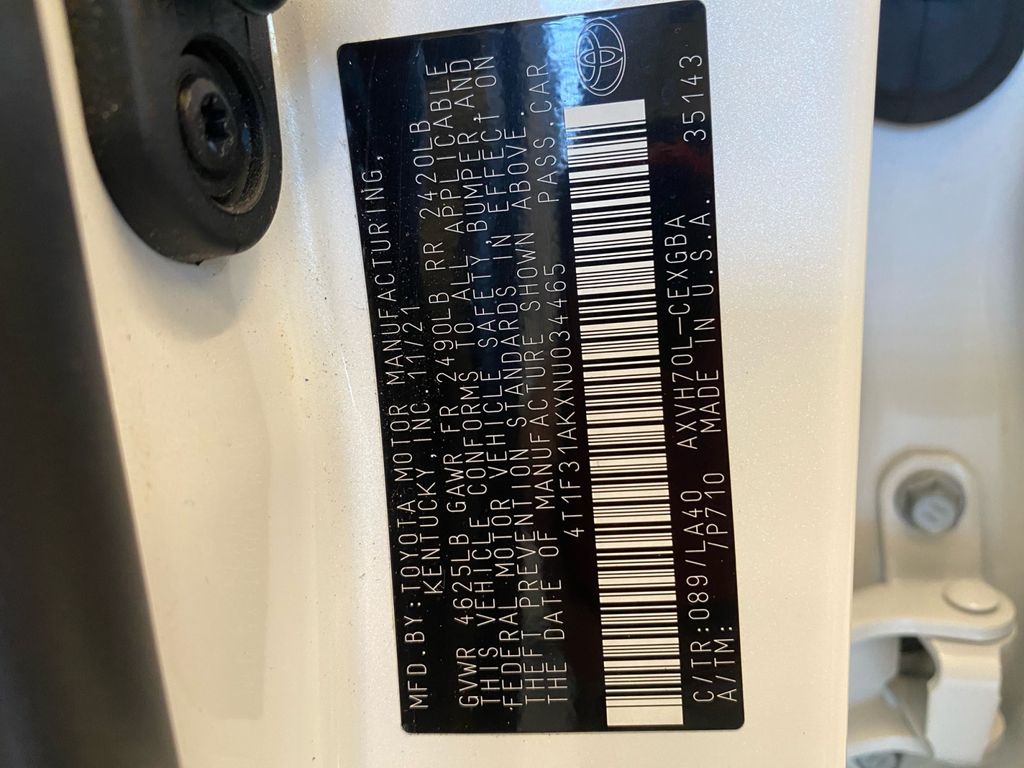 MFD.BY:TOYOTA MOTOR MANUFACTURING,
KENTUCKY,INC 11/21
GVWR 4625LB GAWR FR 2490LB RR 2420LB
THIS VEHICLE CONFORMS TO ALL APPLICABLE
FEDERAL MOTOR VEHICLE SAFETY, BUMPER AND
THEFT PREVENTION STANDARDS IN EFFECT ON
THE DATE OF MANUFACTURE SHOWN ABOVE.
4T1F31AKXNU034465 PASS CAR
C/TR:089/LA40 AXVH70L-CEXGBA
A/TM: /P710 MADE IN U.S.A. 35143